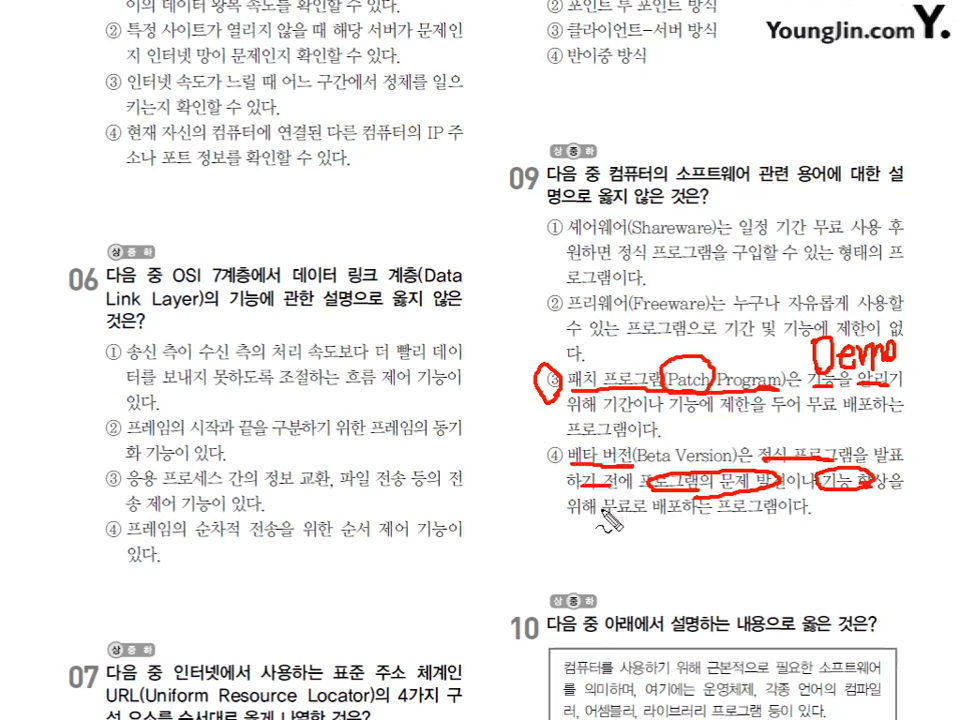 이의 데이터 왕복 속도를 확인할 수 있다.
② 특정 사이트가 열리지 않을 때 해당 서버가 문제인
지 인터넷 망이 문제인지 확인할 수 있다.
③ 인터넷 속도가 느릴 때 어느 구간에서 정체를 일으
키는지 확인할 수 있다.
④ 현재 자신의 컴퓨터에 연결된 다른 컴퓨터의 IP 주
소나 포트 정보를 확인할 수 있다.
상 중 하
06 다음 중 OSI 7계층에서 데이터 링크 계층(Data
Link Layer)의 기능에 관한 설명으로 옳지 않은
것은?
① 송신 측이 수신 측의 처리 속도보다 더 빨리 데이
터를 보내지 못하도록 조절하는 흐름 제어 기능이
있다.
② 프레임의 시작과 끝을 구분하기 위한 프레임의 동기
화 기능이 있다.
③ 응용 프로세스 간의 정보 교환, 파일 전송 등의 전
송 제어 기능이 있다.
④ 프레임의 순차적 전송을 위한 순서 제어 기능이
있다.
상 중 하
07 다음 중 인터넷에서 사용하는 표준 주소 체계인
URL(Uniform Resource Locator)의 4가지 구
성 요소를 순서대로 옳게 나열한 것은?
② 포인트 투 포인트 방식
③ 클라이언트-서버 방식
④ 반이중 방식
YoungJin.com Y.
상 중 하
09 다음 중 컴퓨터의 소프트웨어 관련 용어에 대한 설
명으로 옳지 않은 것은?
① 셰어웨어(Shareware)는 일정 기간 무료 사용 후
원하면 정식 프로그램을 구입할 수 있는 형태의 프
로그램이다.
② 프리웨어(Freeware)는 누구나 자유롭게 사용할
수 있는 프로그램으로 기간 및 기능에 제한이 없
다.
Demo
③ 패치 프로그램(Patch Program)은 기능을 알리기
위해 기간이나 기능에 제한을 두어 무료 배포하는
프로그램이다.
④ 베타 버전(Beta Version)은 정식 프로그램을 발표
하기 전에 프로그램의 문제 발견이나 기능 향상을
위해 무료로 배포하는 프로그램이다.
상 중 하
10 다음 중 아래에서 설명하는 내용으로 옳은 것은?
컴퓨터를 사용하기 위해 근본적으로 필요한 소프트웨어
를 의미하며, 여기에는 운영체제, 각종 언어의 컴파일
러, 어셈블러, 라이브러리 프로그램 등이 있다.